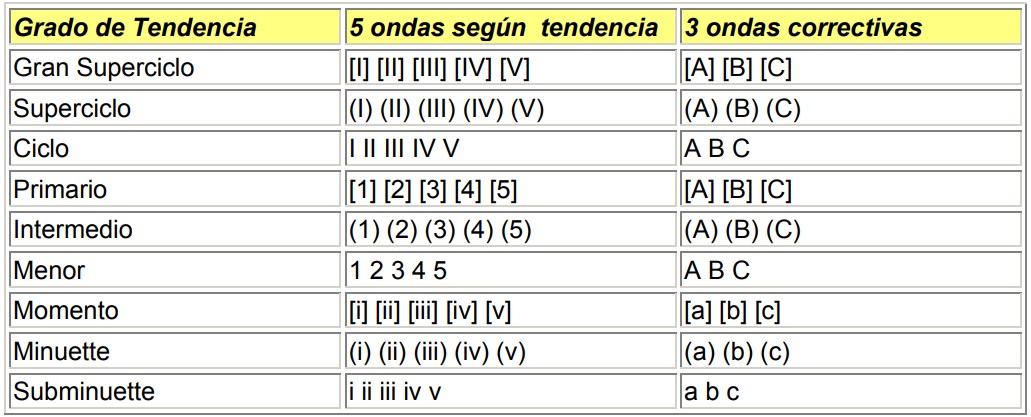 Grado de Tendencia 5 ondas según tendencia 3 ondas correctivas
Gran Superciclo [I] [II] [III] [IV] [V] [A] [B] [C]
Superciclo (I) (II) (III) (IV) (V) (A) (B) (C)
Ciclo I II III IV V A B C
Primario [1] [2] [3] [4] [5] [A] [B] [C]
Intermedio (1) (2) (3) (4) (5) (A) (B) (C)
Menor 1 2 3 4 5 A B C
Momento [i] [ii] [iii] [iv] [v] [a] [b] [c]
Minuette (i) (ii) (iii) (iv) (v) (a) (b) (c)
Subminuette i ii iii iv v a b c